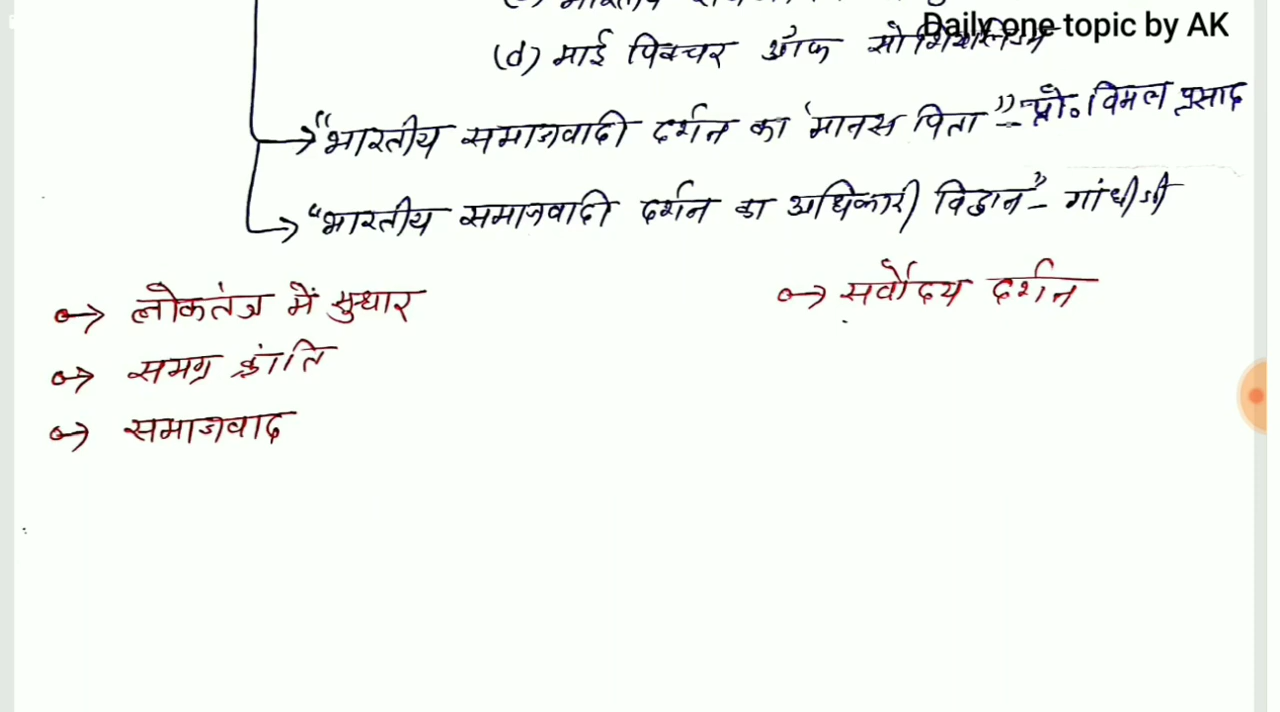 Daily one topic by AK
(d) माई पिक्चर ऑफ
→ "भारतीय समाजवादी दर्शन का 'मानस पिता" - प्रो. विमल प्रसाद
→ "भारतीय समाजवादी दर्शन का अधिकारी विद्वान" - गांधीजी
→ लोकतंत्र में सुधार
→ सर्वोदय दर्शन
→ समग्र क्रांति
→ समाजवाद